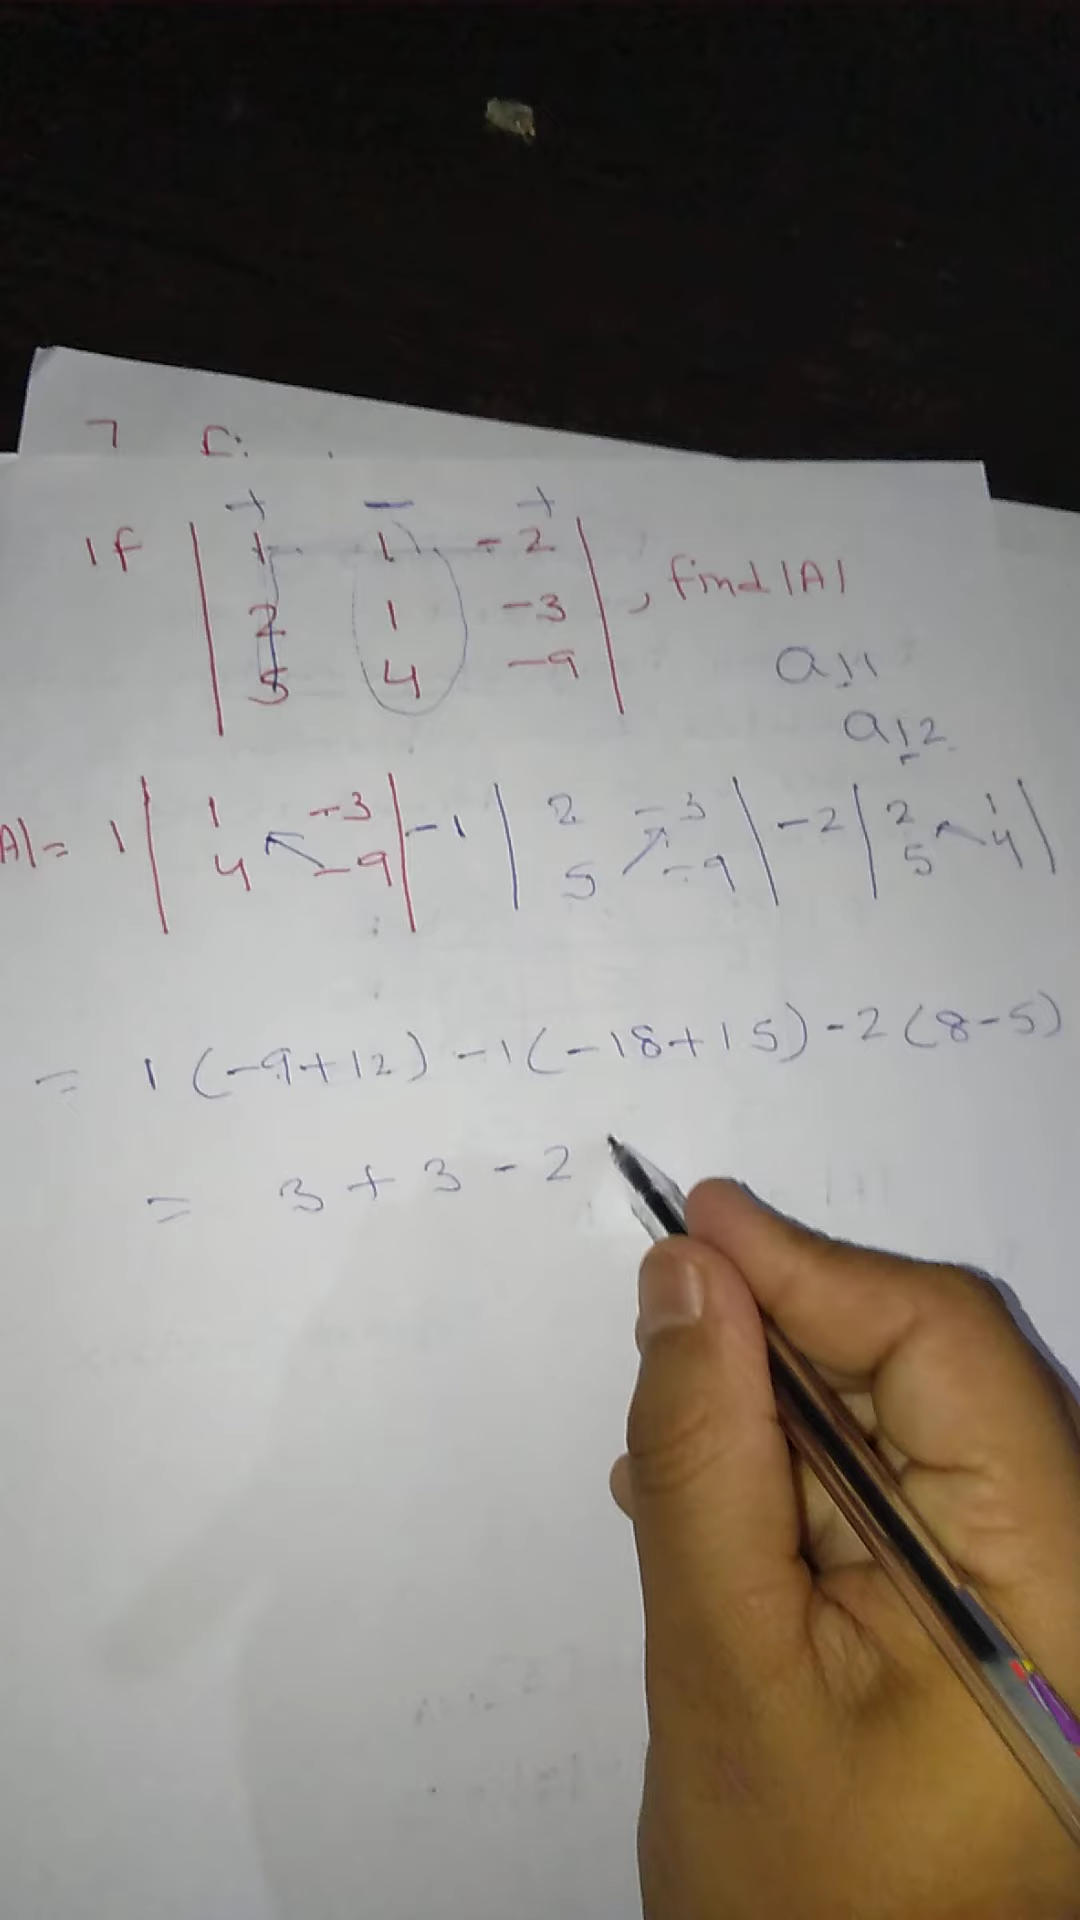 + - +
If | 1 1 -2 |
| 2 1 -3 | , find |A|
| 5 4 -9 |
a11
a12
A|= 1 | 1 -3 | -1 | 2 -3 | -2 | 2 1 |
| 4 -9 | | 5 -9 | | 5 4 |
= 1 (-9+12) -1 (-18+15) -2 (8-5)
= 3 + 3 - 2